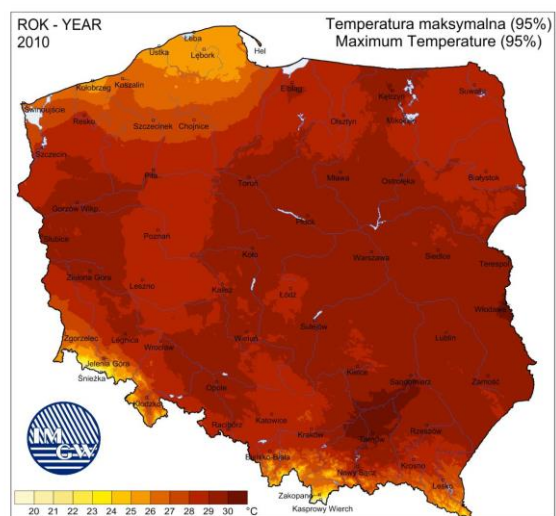 ROK - YEAR
2010
Temperatura maksymalna (95%)
Maximum Temperature (95%)
Łeba
Ustka
Lębork
Hel
Kołobrzeg
Koszalin
Świnoujście
Resko
Szczecinek
Chojnice
Elbląg
Kętrzyn
Suwałki
Olsztyn
Mikołajki
Szczecin
Piła
Toruń
Mława
Ostrołęka
Białystok
Gorzów Wlkp.
Płock
Słubice
Poznań
Koło
Warszawa
Siedlce
Terespol
Zielona Góra
Leszno
Kalisz
Łódź
Włodawa
Zgorzelec
Legnica
Wrocław
Wieluń
Sulejów
Lublin
Jelenia Góra
Śnieżka
Kielce
Sandomierz
Zamość
Kłodzko
Opole
Katowice
Racibórz
Kraków
Tarnów
Rzeszów
Bielsko-Biała
Nowy Sącz
Krosno
Lesko
Zakopane
Kasprowy Wierch
IM
GW
20 21 22 23 24 25 26 27 28 29 30 °C